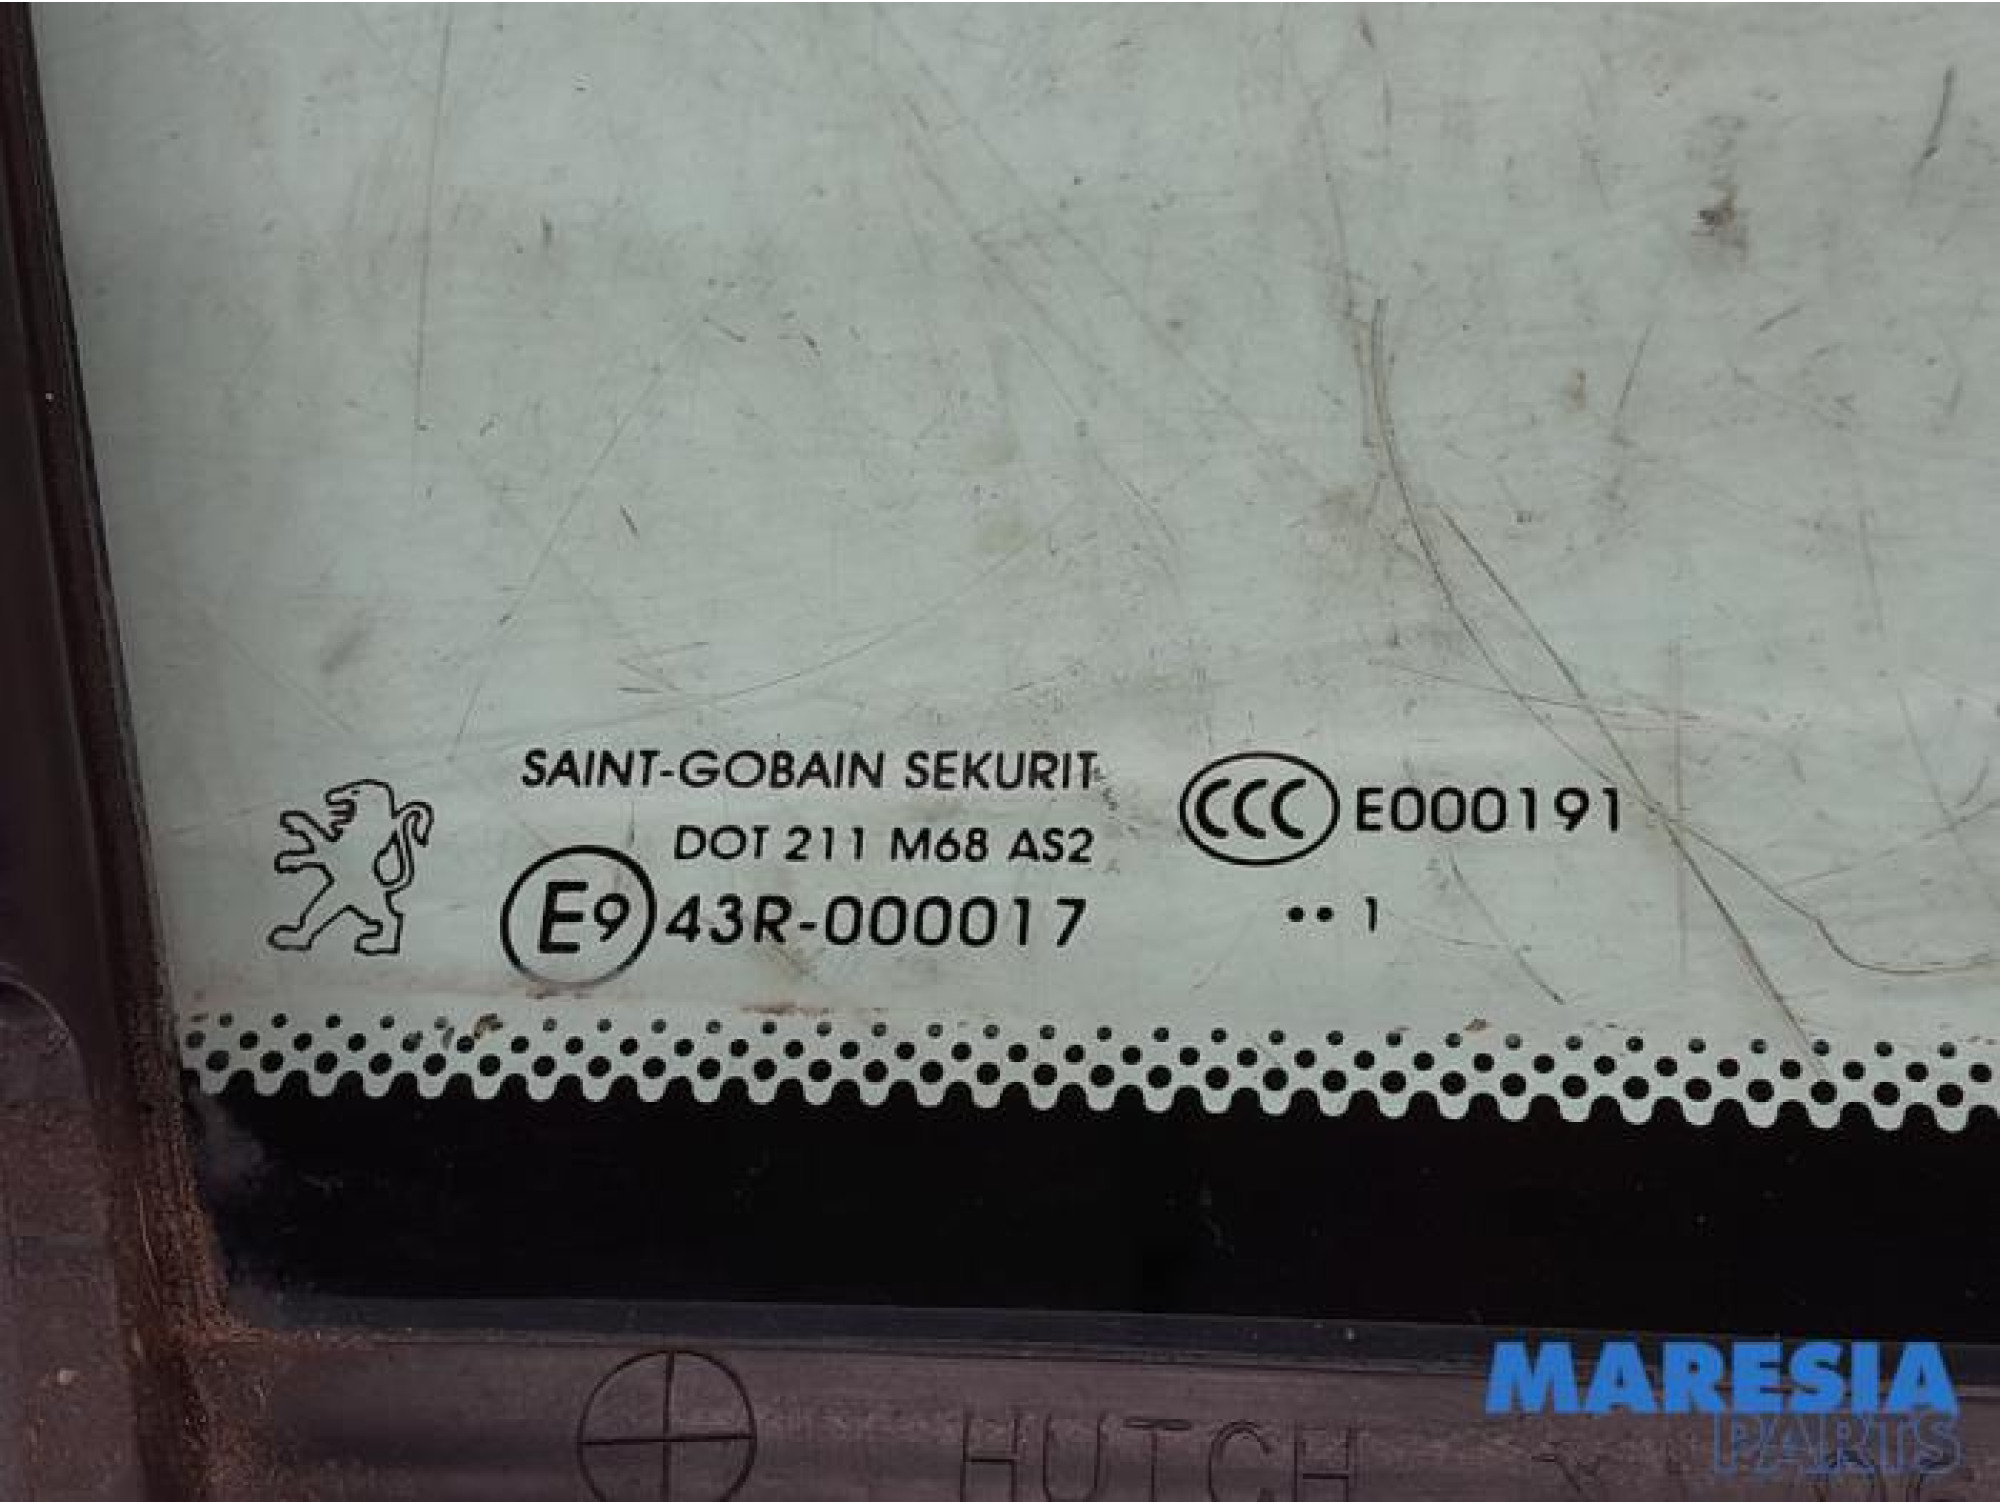 SAINT-GOBAIN SEKURIT
DOT 211 M68 AS2
E9 43R-000017
CCC E000191
•• 1
HUTCH
MARESIA
PARTS